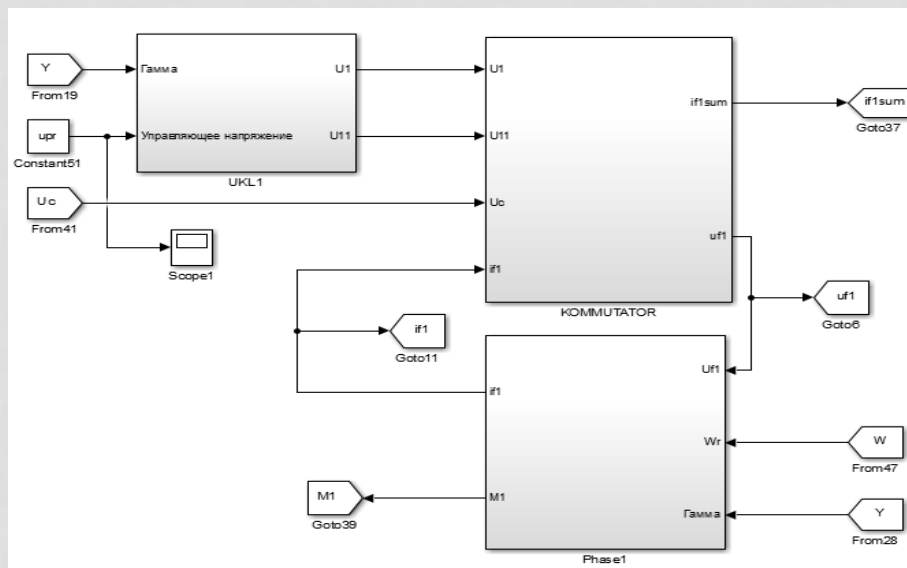 Y
From19
upr
Constant51
Uc
From41
Scope1
Гамма
Управляющее напряжение
U1
U11
UKL1
U1
U11
Uc
if1
if1sum
uf1
KOMMUTATOR
if1sum
Goto37
uf1
Goto6
if1
Goto11
if1
M1
Uf1
Wr
Гамма
Phase1
M1
Goto39
W
From47
Y
From28